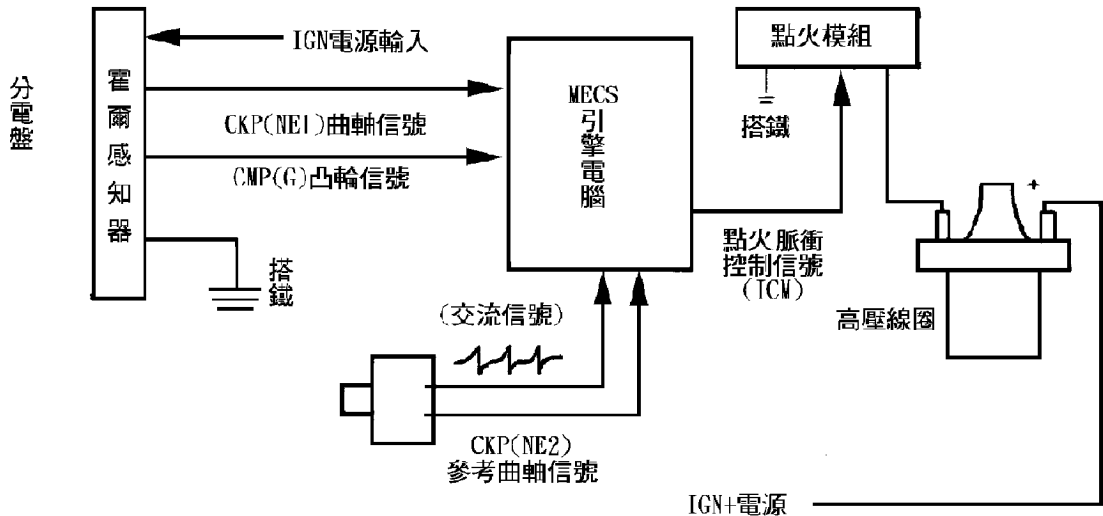 分電盤
霍爾感知器
IGN電源輸入
CKP(NE1)曲軸信號
CMP(G)凸輪信號
搭鐵
MECS
引擎電腦
點火模組
搭鐵
點火脈衝
控制信號
(ICM)
+
高壓線圈
(交流信號)
CKP(NE2)
參考曲軸信號
IGN+電源